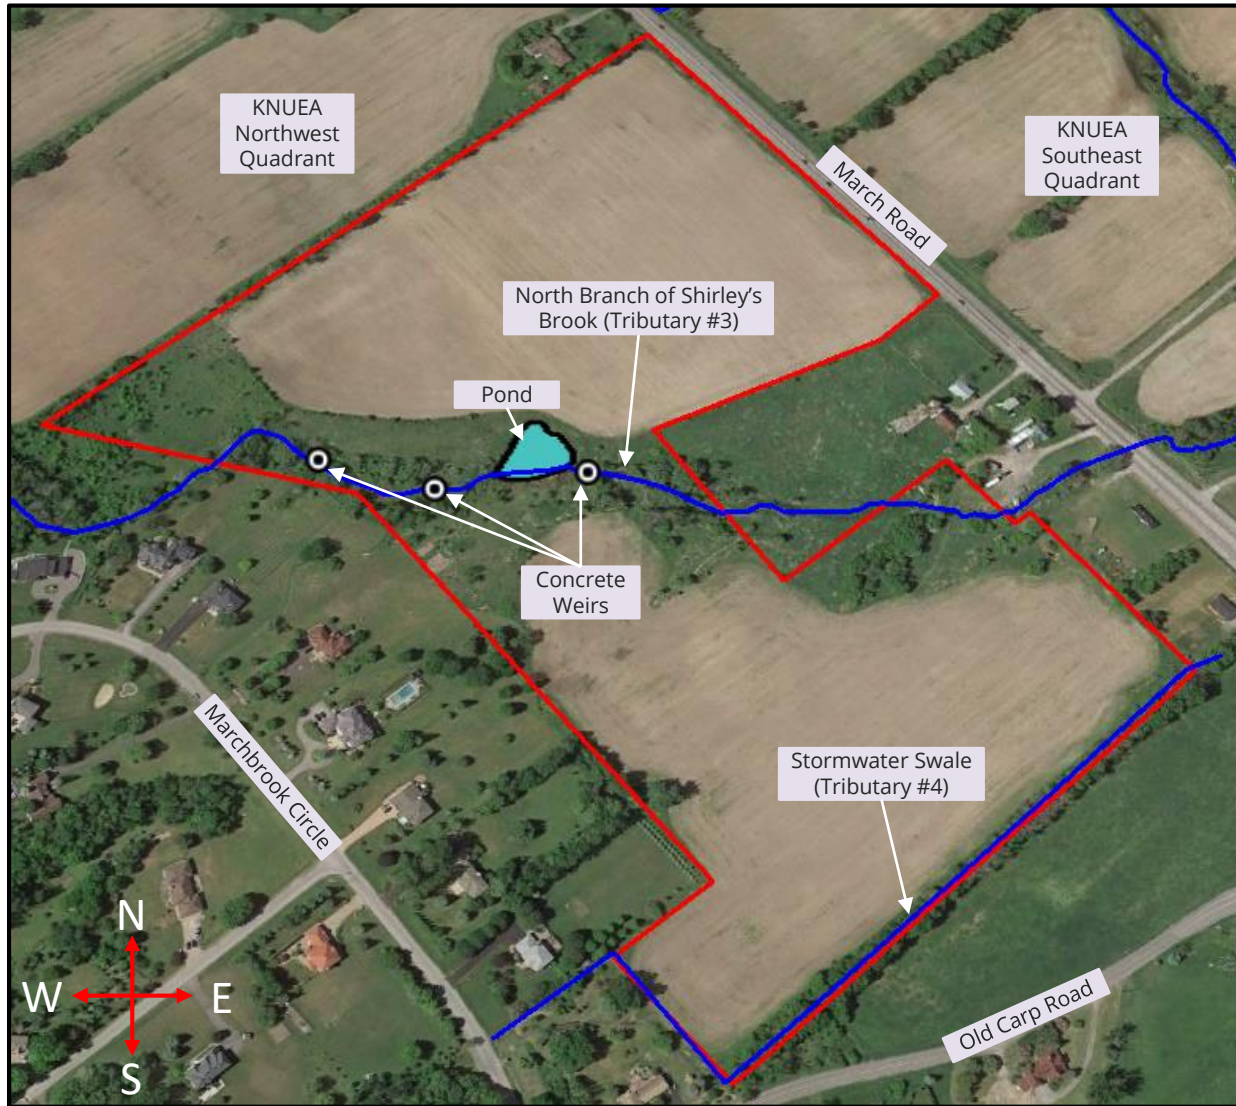 KNUEA
Northwest
Quadrant
KNUEA
Southeast
Quadrant
March Road
North Branch of Shirley's
Brook (Tributary #3)
Pond
Concrete
Weirs
Marchbrook Circle
Stormwater Swale
(Tributary #4)
Old Carp Road
N
W
E
S